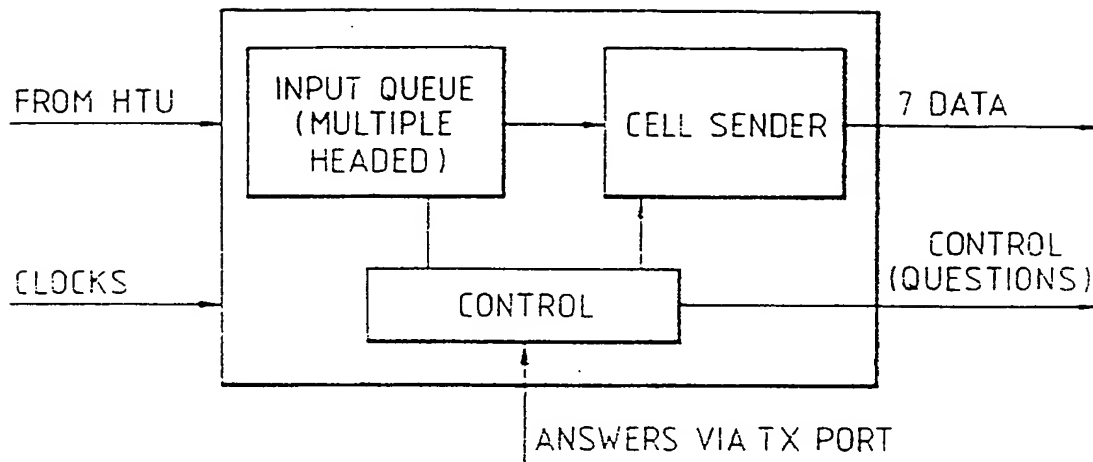 FROM HTU
INPUT QUEUE
(MULTIPLE
HEADED)
CELL SENDER
7 DATA
CLOCKS
CONTROL
CONTROL
(QUESTIONS)
ANSWERS VIA TX PORT